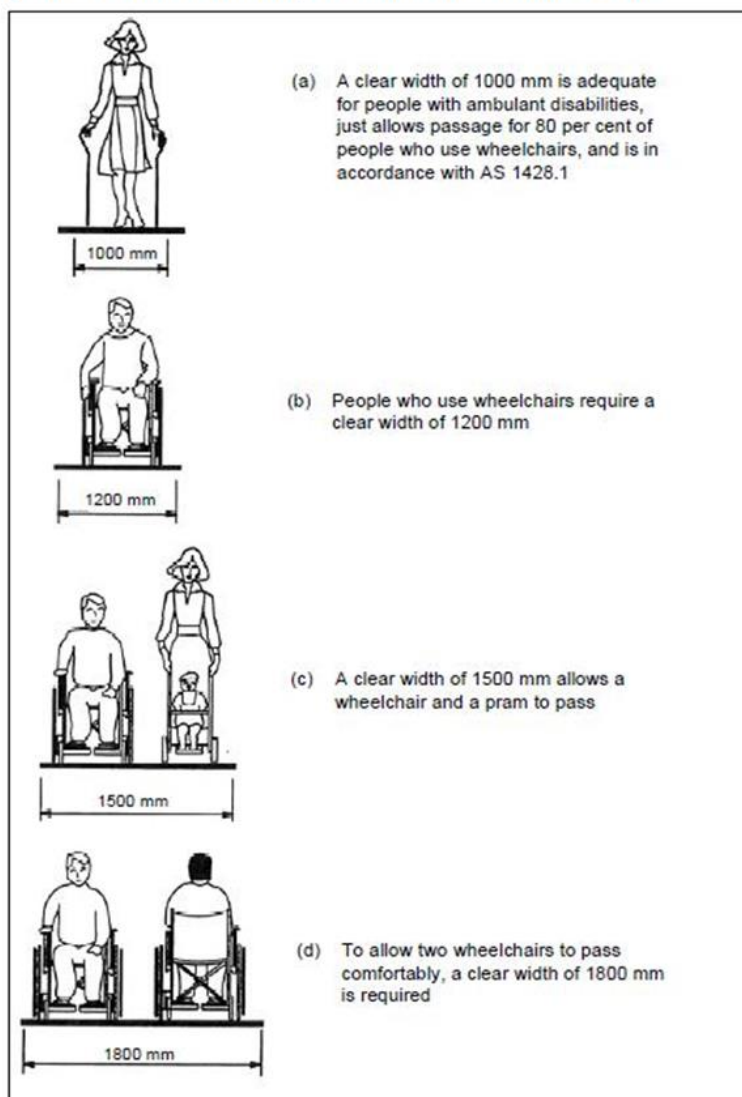 (a) A clear width of 1000 mm is adequate
for people with ambulant disabilities,
just allows passage for 80 per cent of
people who use wheelchairs, and is in
accordance with AS 1428.1
1000 mm
(b) People who use wheelchairs require a
clear width of 1200 mm
1200 mm
(c) A clear width of 1500 mm allows a
wheelchair and a pram to pass
1500 mm
(d) To allow two wheelchairs to pass
comfortably, a clear width of 1800 mm
is required
1800 mm